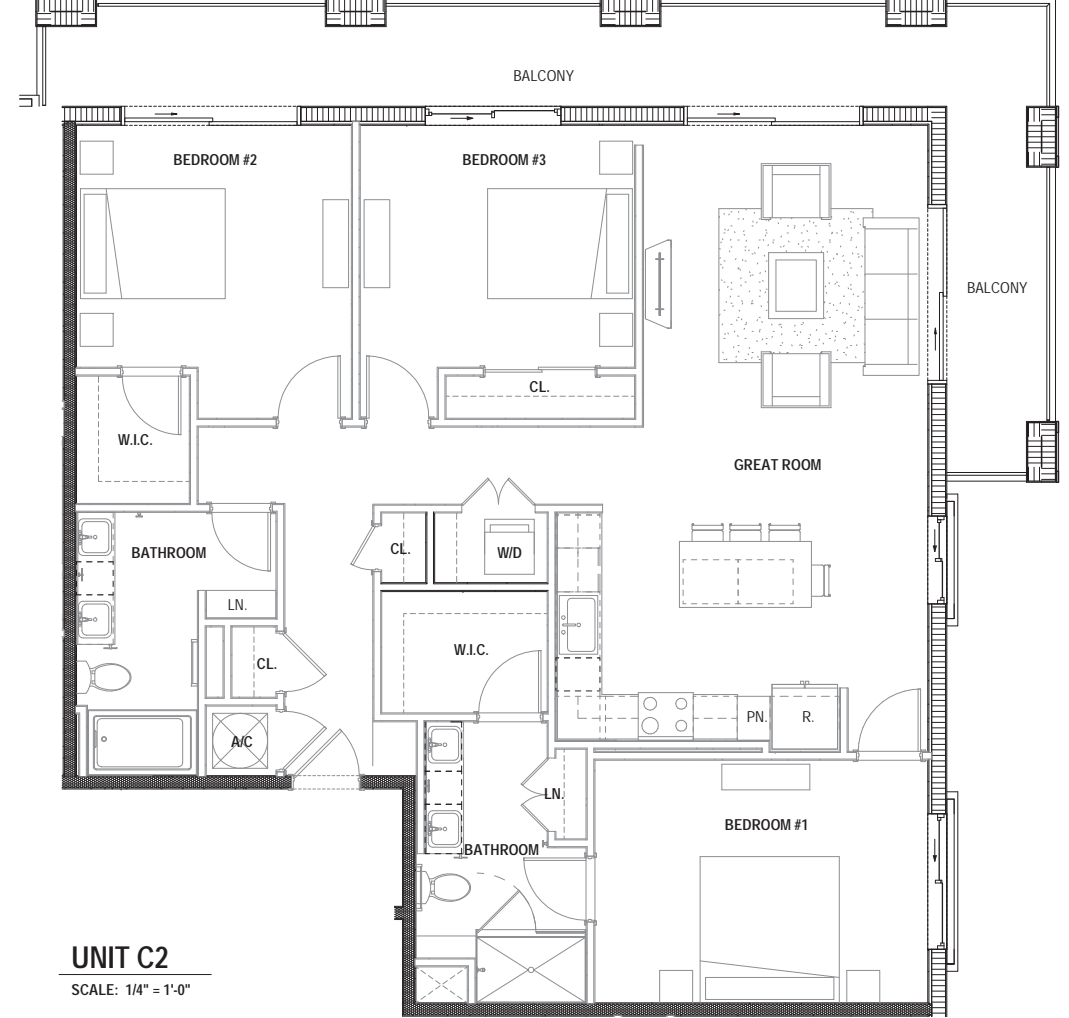 BALCONY
BEDROOM #2
BEDROOM #3
BALCONY
CL.
W.I.C.
GREAT ROOM
BATHROOM
CL.
W/D
LN.
W.I.C.
CL.
PN.
R.
A/C
LN.
BEDROOM #1
BATHROOM
UNIT C2
SCALE: 1/4" = 1'-0"